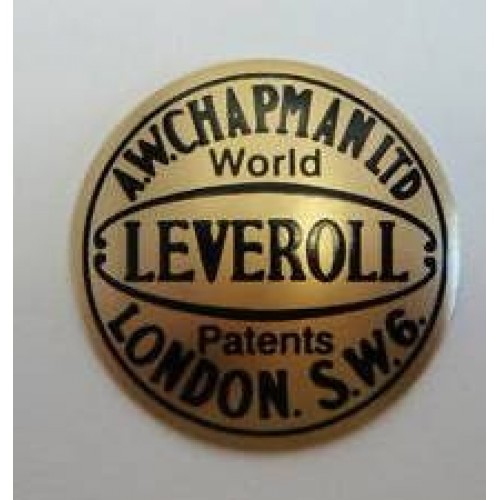 A.W.CHAPMAN LTD
World
LEVEROLL
Patents
LONDON. S.W.6.